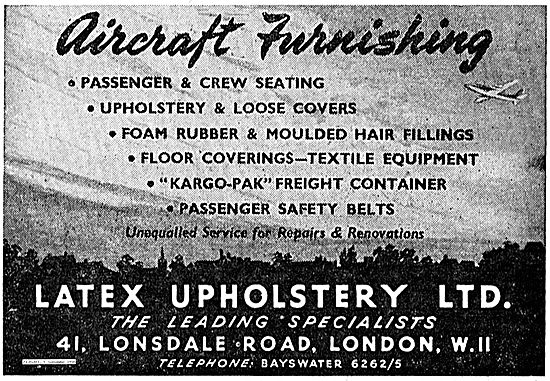 Aircraft Furnishing
• PASSENGER & CREW SEATING
• UPHOLSTERY & LOOSE COVERS
• FOAM RUBBER & MOULDED HAIR FILLINGS
• FLOOR COVERINGS—TEXTILE EQUIPMENT
• "KARGO-PAK" FREIGHT CONTAINER
• PASSENGER SAFETY BELTS
Unequalled Service for Repairs & Renovations
LATEX UPHOLSTERY LTD.
THE LEADING SPECIALISTS
41, LONSDALE ROAD, LONDON, W.11
TELEPHONE: BAYSWATER 6262/5